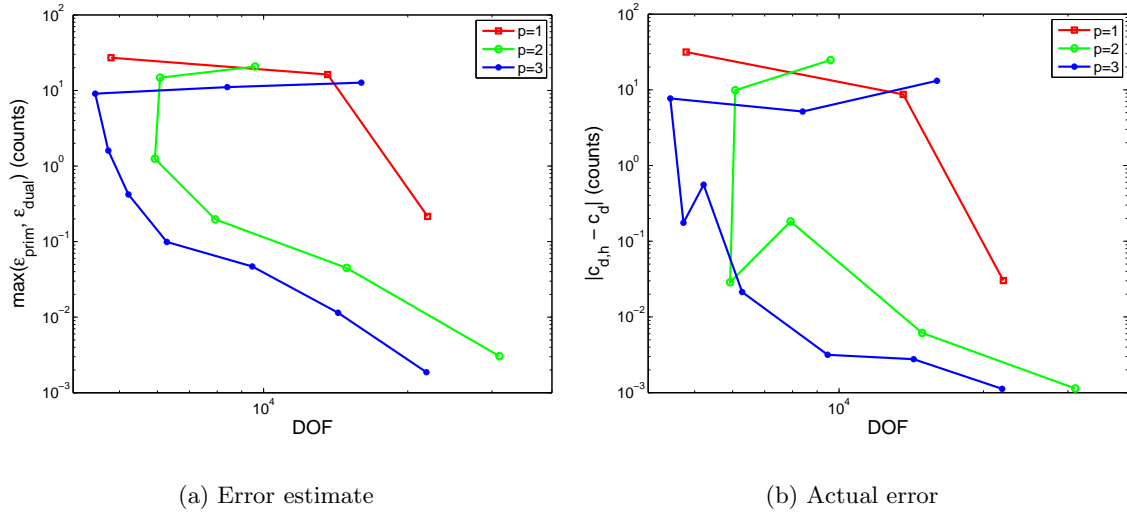 10^2
10^1
10^0
10^-1
10^-2
10^-3
max(ε_prim, ε_dual) (counts)
10^4
DOF
p=1
p=2
p=3
(a) Error estimate
10^2
10^1
10^0
10^-1
10^-2
10^-3
|c_d,h − c_d| (counts)
10^4
DOF
p=1
p=2
p=3
(b) Actual error